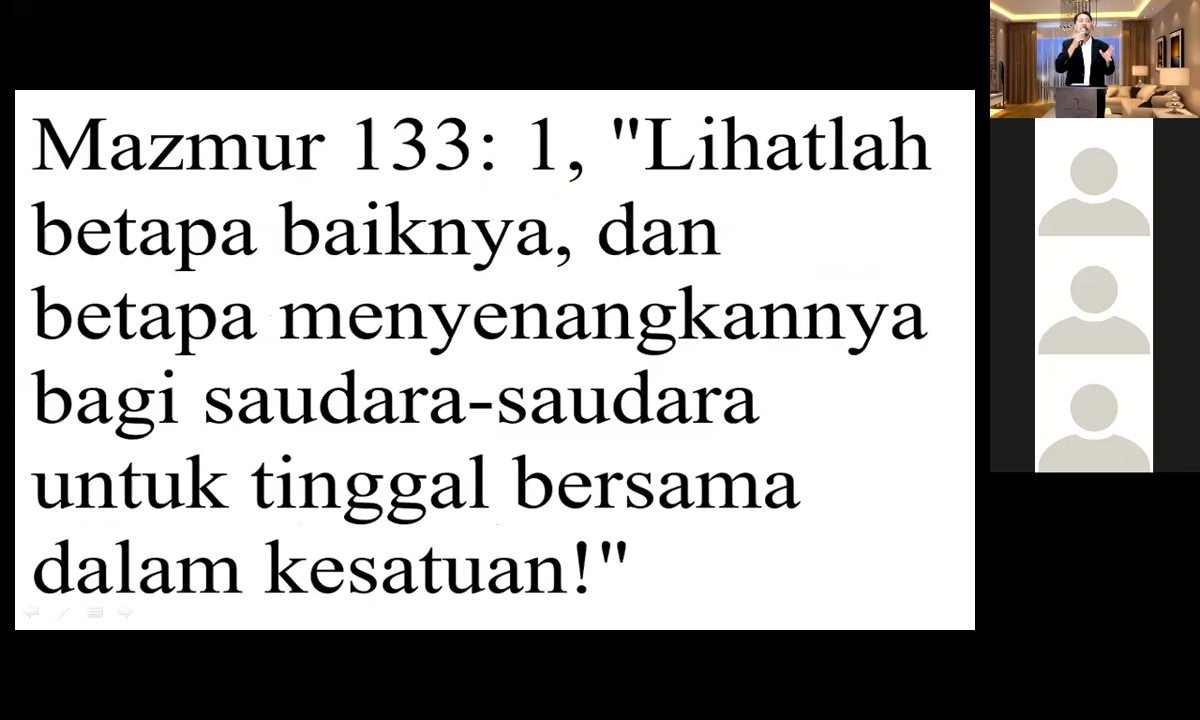 Mazmur 133: 1, "Lihatlah
betapa baiknya, dan
betapa menyenangkannya
bagi saudara-saudara
untuk tinggal bersama
dalam kesatuan!"